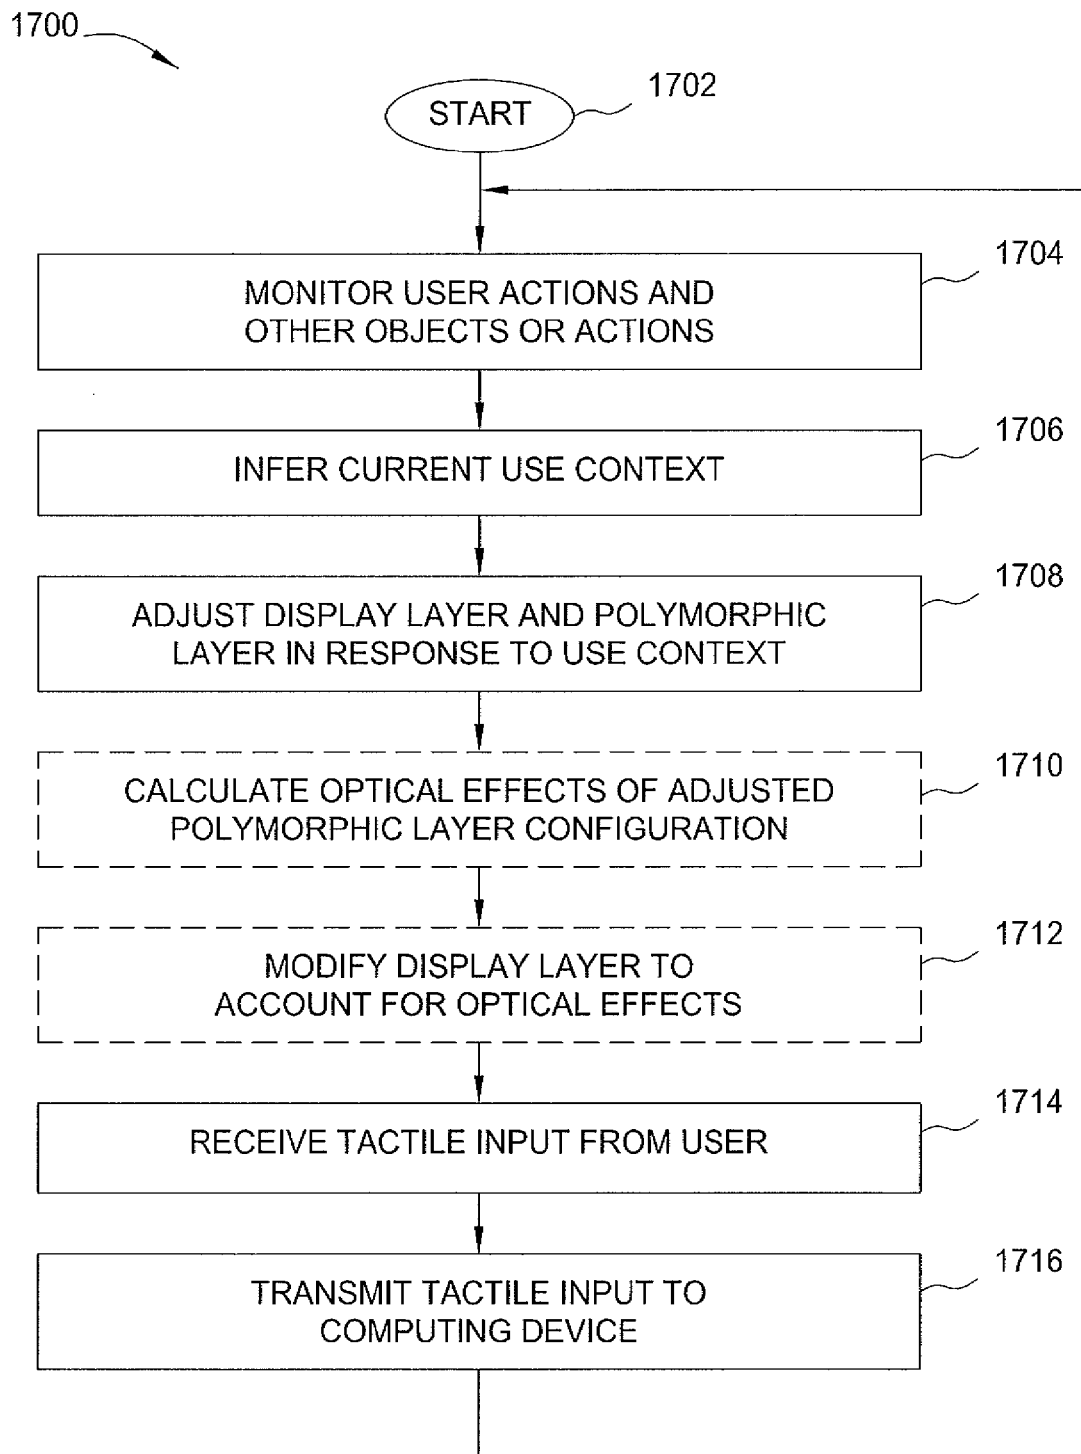 1700
START
1702
1704
MONITOR USER ACTIONS AND
OTHER OBJECTS OR ACTIONS
1706
INFER CURRENT USE CONTEXT
1708
ADJUST DISPLAY LAYER AND POLYMORPHIC
LAYER IN RESPONSE TO USE CONTEXT
1710
CALCULATE OPTICAL EFFECTS OF ADJUSTED
POLYMORPHIC LAYER CONFIGURATION
1712
MODIFY DISPLAY LAYER TO
ACCOUNT FOR OPTICAL EFFECTS
1714
RECEIVE TACTILE INPUT FROM USER
1716
TRANSMIT TACTILE INPUT TO
COMPUTING DEVICE